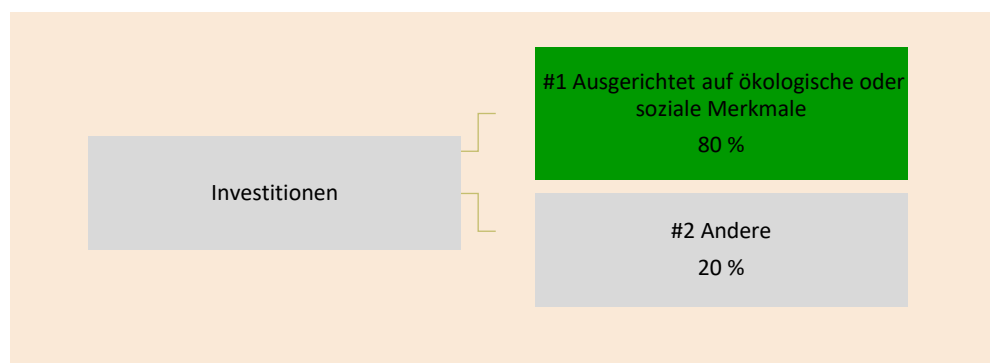 Investitionen
#1 Ausgerichtet auf ökologische oder
soziale Merkmale
80 %
#2 Andere
20 %